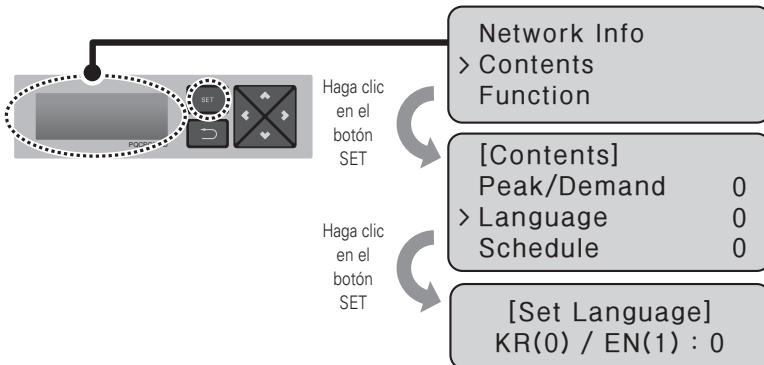 Network Info
> Contents
Function
Haga clic
en el
botón
SET
SET
[Contents]
Peak/Demand 0
> Language 0
Schedule 0
Haga clic
en el
botón
SET
[Set Language]
KR(0) / EN(1) : 0